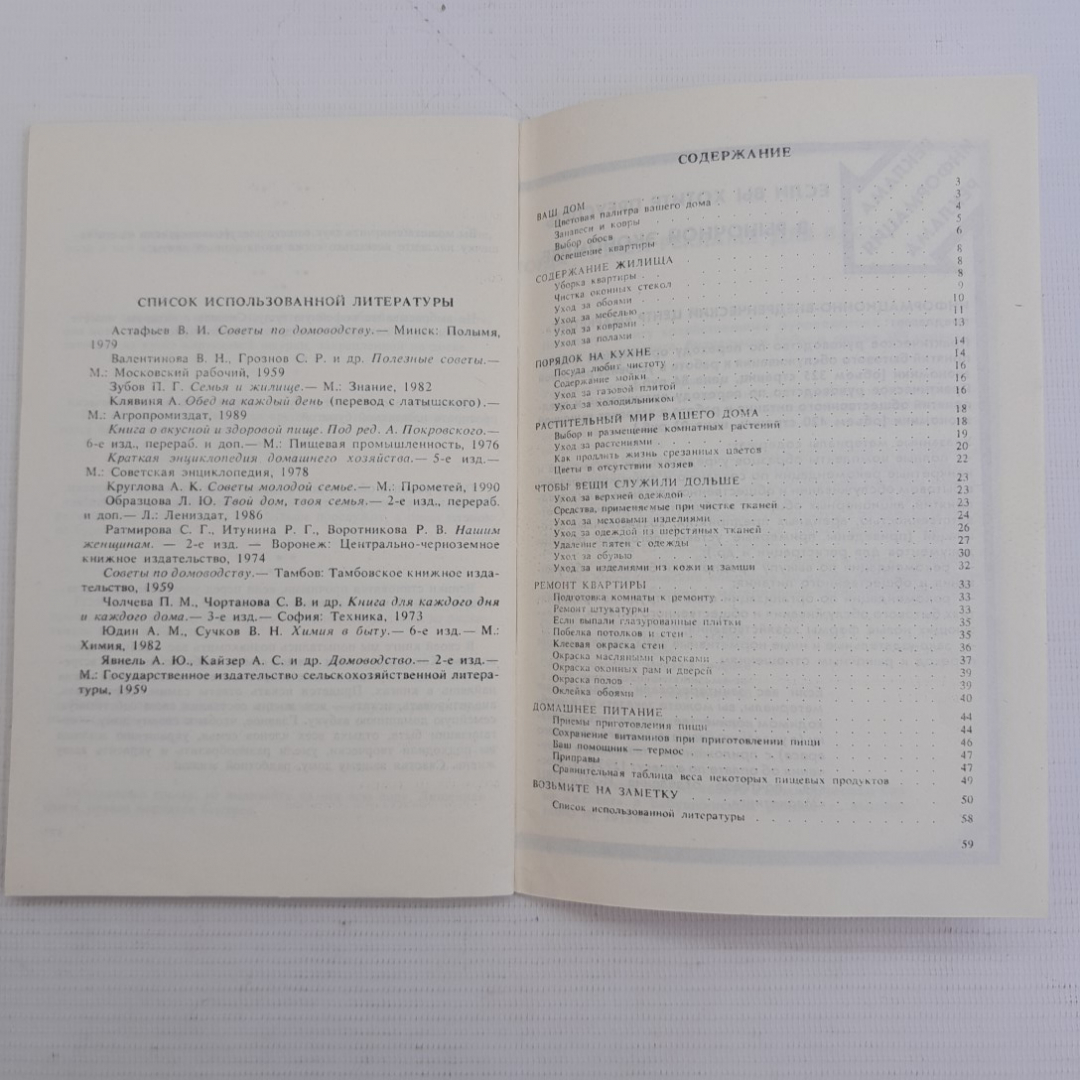 СПИСОК ИСПОЛЬЗОВАННОЙ ЛИТЕРАТУРЫ
Астафьев В. И. Советы по домоводству.— Минск: Полымя,
1979
Валентинова В. Н., Грознов С. Р. и др. Полезные советы.—
М.: Московский рабочий, 1959
Зубов П. Г. Семья и жилище.— М.: Знание, 1982
Клявиня А. Обед на каждый день (перевод с латышского).—
М.: Агропромиздат, 1989
Книга о вкусной и здоровой пище. Под ред. А. Покровского.—
6-е изд., перераб. и доп.— М.: Пищевая промышленность, 1976
Краткая энциклопедия домашнего хозяйства.— 5-е изд.—
М.: Советская энциклопедия, 1978
Круглова А. К. Советы молодой семье.— М.: Прометей, 1990
Образцова Л. Ю. Твой дом, твоя семья.— 2-е изд., перераб.
и доп.— Л.: Лениздат, 1986
Ратмирова С. Г., Итунина Р. Г., Воротникова Р. В. Нашим
женщинам. — 2-е изд. — Воронеж: Центрально-черноземное
книжное издательство, 1974
Советы по домоводству.— Тамбов: Тамбовское книжное изда-
тельство, 1959
Чолчева П. М., Чортанова С. В. и др. Книга для каждого дня
и каждого дома.— 3-е изд.— София: Техника, 1973
Юдин А. М., Сучков В. Н. Химия в быту.— 6-е изд.— М.:
Химия, 1982
Явнель А. Ю., Кайзер А. С. и др. Домоводство.— 2-е изд.—
М.: Государственное издательство сельскохозяйственной литера-
туры, 1959
СОДЕРЖАНИЕ
ВАШ ДОМ 3
Цветовая палитра вашего дома 3
Занавеси и ковры 4
Выбор обоев 5
Освещение квартиры 6
СОДЕРЖАНИЕ ЖИЛИЩА 8
Уборка квартиры 8
Чистка оконных стекол 8
Уход за обоями 9
Уход за мебелью 10
Уход за коврами 11
Уход за полами 13
ПОРЯДОК НА КУХНЕ 14
Посуда любит чистоту 14
Содержание мойки 16
Уход за газовой плитой 16
Уход за холодильником 16
РАСТИТЕЛЬНЫЙ МИР ВАШЕГО ДОМА 18
Выбор и размещение комнатных растений 18
Уход за растениями 19
Как продлить жизнь срезанных цветов 20
Цветы в отсутствии хозяев 22
ЧТОБЫ ВЕЩИ СЛУЖИЛИ ДОЛЬШЕ 23
Уход за верхней одеждой 23
Средства, применяемые при чистке тканей 23
Уход за меховыми изделиями 24
Уход за одеждой из шерстяных тканей 26
Удаление пятен с одежды 27
Уход за обувью 30
Уход за изделиями из кожи и замши 32
РЕМОНТ КВАРТИРЫ 33
Подготовка комнаты к ремонту 33
Ремонт штукатурки 33
Если выпали глазурованные плитки 35
Побелка потолков и стен 35
Клеевая окраска стен 36
Окраска масляными красками 37
Окраска оконных рам и дверей 39
Окраска полов 39
Оклейка обоями 40
ДОМАШНЕЕ ПИТАНИЕ 44
Приемы приготовления пищи 44
Сохранение витаминов при приготовлении пищи 46
Ваш помощник — термос 47
Приправы 47
Сравнительная таблица веса некоторых пищевых продуктов 49
ВОЗЬМИТЕ НА ЗАМЕТКУ 50
Список использованной литературы 58
59